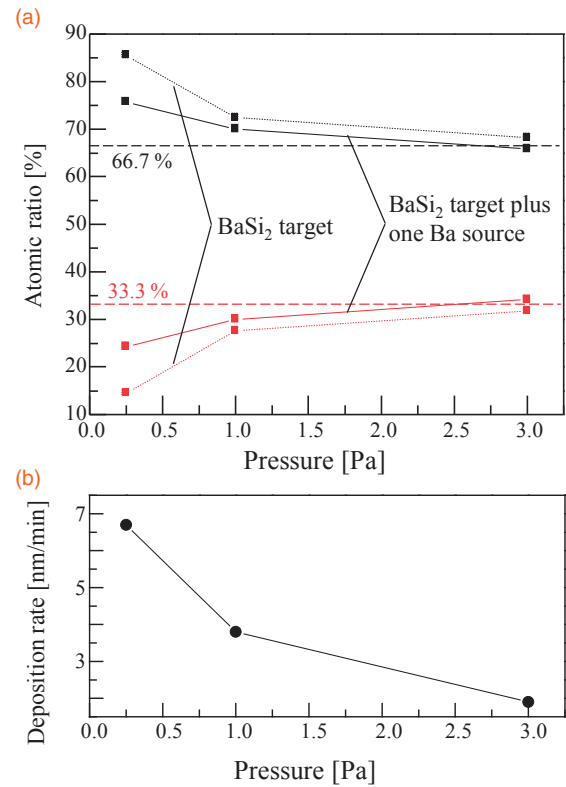 (a)
90
80
70
60
50
40
30
20
10
Atomic ratio [%]
66.7 %
33.3 %
BaSi₂ target
BaSi₂ target plus
one Ba source
0.0 0.5 1.0 1.5 2.0 2.5 3.0
Pressure [Pa]
(b)
7
5
3
Deposition rate [nm/min]
0.0 0.5 1.0 1.5 2.0 2.5 3.0
Pressure [Pa]